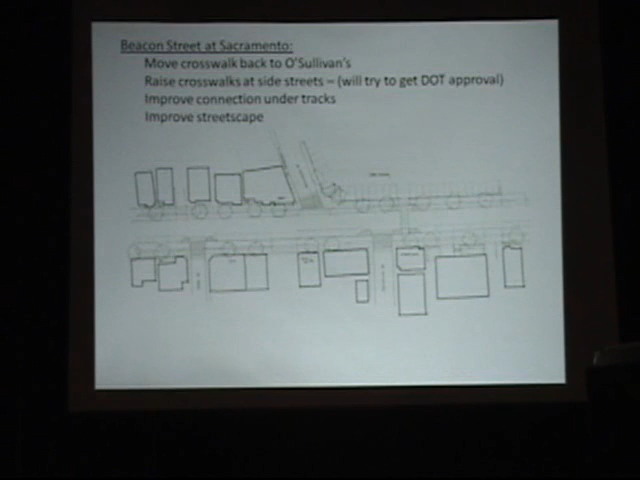 Beacon Street at Sacramento:
Move crosswalk back to O'Sullivan's
Raise crosswalks at side streets – (will try to get DOT approval)
Improve connection under tracks
Improve streetscape